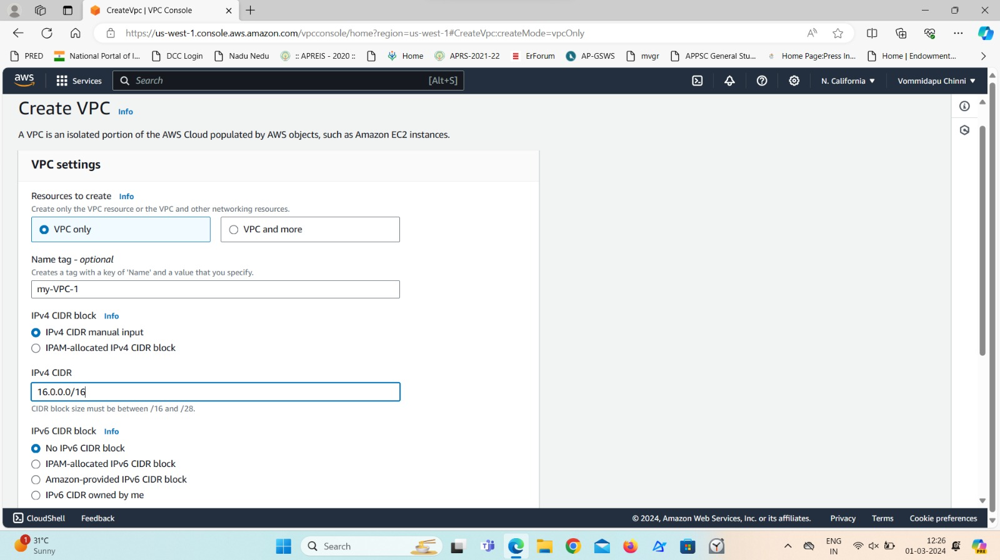 CreateVpc | VPC Console
https://us-west-1.console.aws.amazon.com/vpcconsole/home?region=us-west-1#CreateVpc:createMode=vpcOnly
PRED National Portal of I... DCC Login Nadu Nedu :: APREIS - 2020 :: Home APRS-2021-22 ErForum AP-GSWS mvgr APPSC General Stu... Home Page:Press In... Home | Endowment...
aws Services Search [Alt+S] N. California Vommidapu Chinni
Create VPC Info
A VPC is an isolated portion of the AWS Cloud populated by AWS objects, such as Amazon EC2 instances.
VPC settings
Resources to create Info
Create only the VPC resource or the VPC and other networking resources.
VPC only VPC and more
Name tag - optional
Creates a tag with a key of 'Name' and a value that you specify.
my-VPC-1
IPv4 CIDR block Info
IPv4 CIDR manual input
IPAM-allocated IPv4 CIDR block
IPv4 CIDR
16.0.0.0/16
CIDR block size must be between /16 and /28.
IPv6 CIDR block Info
No IPv6 CIDR block
IPAM-allocated IPv6 CIDR block
Amazon-provided IPv6 CIDR block
IPv6 CIDR owned by me
CloudShell Feedback © 2024, Amazon Web Services, Inc. or its affiliates. Privacy Terms Cookie preferences
1 31°C
Sunny
Search
ENG
IN
12:26
01-03-2024
PRE